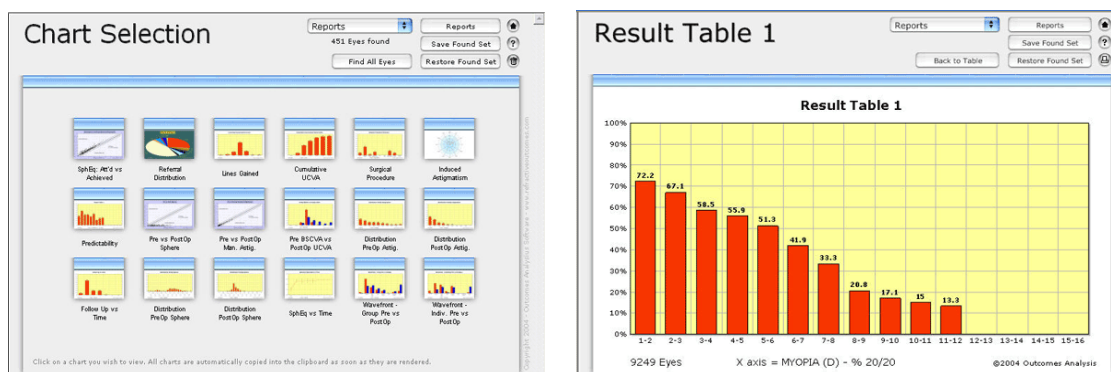 Chart Selection
Reports
Reports
451 Eyes found
Save Found Set
?
Find All Eyes
Restore Found Set
SphEq: Att'd vs
Achieved
Referral
Distribution
Lines Gained
Cumulative
UCVA
Surgical
Procedure
Induced
Astigmatism
Predictability
Pre vs PostOp
Sphere
Pre vs PostOp
Man. Astig.
Pre BSCVA vs
PostOp UCVA
Distribution
PreOp Astig.
Distribution
PostOp Astig.
Follow Up vs
Time
Distribution
PreOp Sphere
Distribution
PostOp Sphere
SphEq vs Time
Wavefront -
Group Pre vs
PostOp
Wavefront -
Indiv. Pre vs
PostOp
Click on a chart you wish to view. All charts are automatically copied into the clipboard as soon as they are rendered.
Result Table 1
Reports
Reports
Save Found Set
?
Back to Table
Restore Found Set
Result Table 1
100%
90%
80%
70%
60%
50%
40%
30%
20%
10%
0%
72.2
67.1
58.5
55.9
51.3
41.9
33.3
20.8
17.1
15
13.3
1-2 2-3 3-4 4-5 5-6 6-7 7-8 8-9 9-10 10-11 11-12 12-13 13-14 14-15 15-16
9249 Eyes X axis = MYOPIA (D) - % 20/20 ©2004 Outcomes Analysis